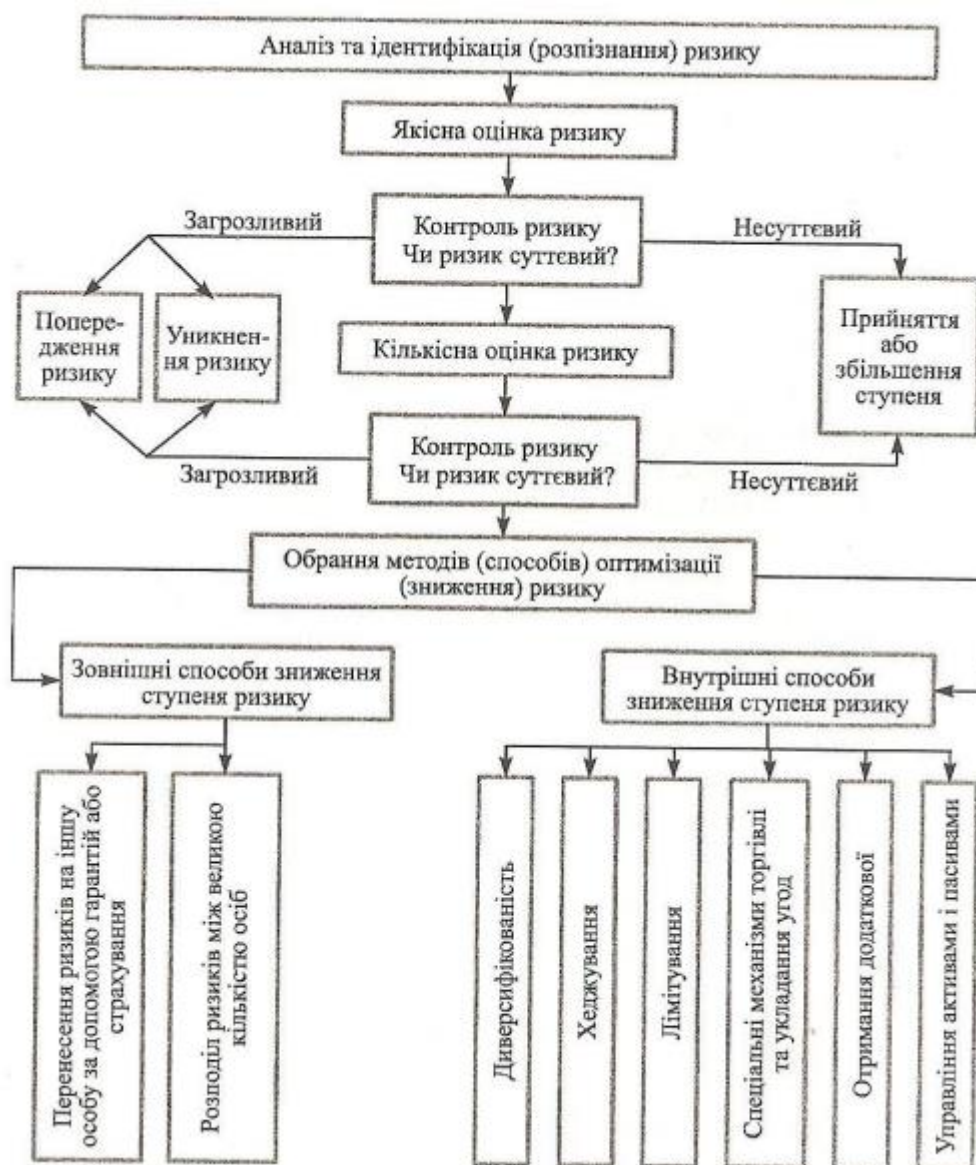 Аналіз та ідентифікація (розпізнання) ризику
Якісна оцінка ризику
Загрозливий
Контроль ризику
Чи ризик суттєвий?
Несуттєвий
Попере-
дження
ризику
Уникнен-
ня ризику
Кількісна оцінка ризику
Прийняття
або
збільшення
ступеня
Загрозливий
Контроль ризику
Чи ризик суттєвий?
Несуттєвий
Обрання методів (способів) оптимізації
(зниження) ризику
Зовнішні способи зниження
ступеня ризику
Внутрішні способи
зниження ступеня ризику
Перенесення ризиків на іншу
особу за допомогою гарантій або
страхування
Розподіл ризиків між великою
кількістю осіб
Диверсифікованість
Хеджування
Лімітування
Спеціальні механізми торгівлі
та укладання угод
Отримання додаткової
Управління активами і пасивами